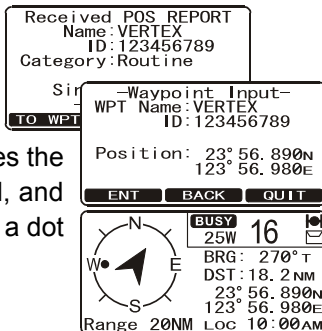 Received POS REPORT
Name:VERTEX
ID:123456789
Category:Routine
TO WPT
-Waypoint Input-
WPT Name:VERTEX
ID:123456789
Position: 23°56.890N
123°56.980E
ENT BACK QUIT
the
, and
a dot
N
W E
S
BUSY
25W 16
BRG: 270°T
DST:18.2NM
23°56.890N
123°56.980E
Range 20NM LOC 10:00AM